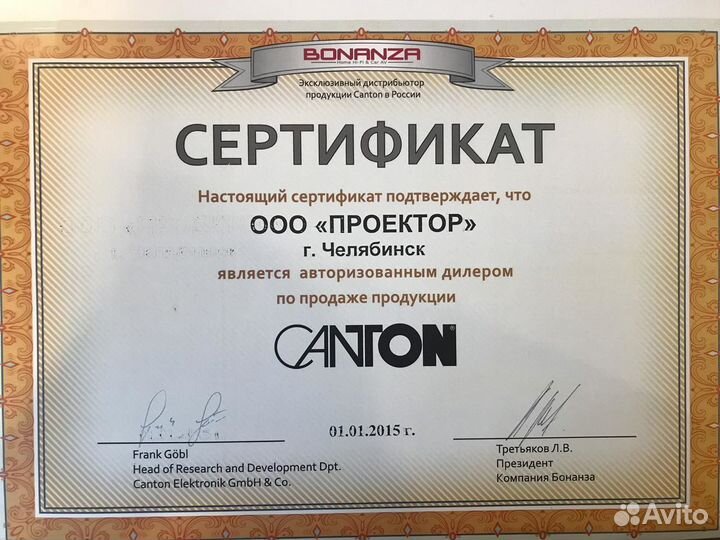 BONANZA
Home Hi-Fi & Car AV
Эксклюзивный дистрибьютор
продукции Canton в России
СЕРТИФИКАТ
Настоящий сертификат подтверждает, что
ООО «ПРОЕКТОР»
г. Челябинск
является авторизованным дилером
по продаже продукции
CANTON®
01.01.2015 г.
Frank Göbl
Head of Research and Development Dpt.
Canton Elektronik GmbH & Co.
Третьяков Л.В.
Президент
Компания Бонанза
Avito